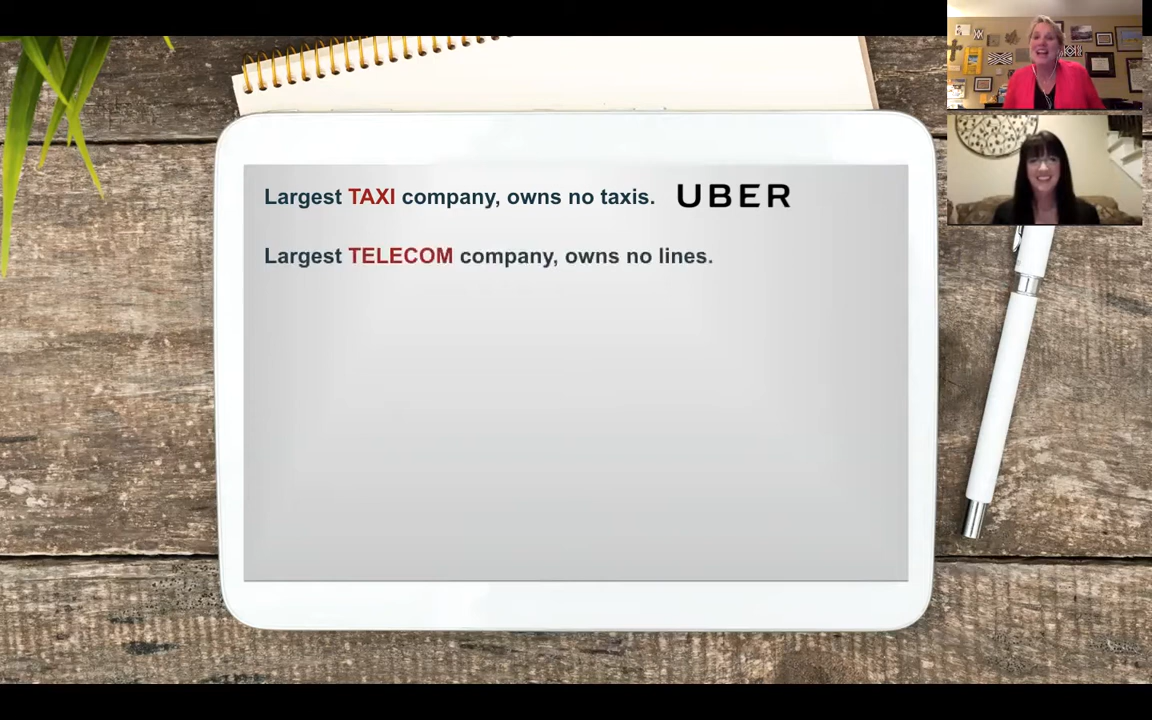 Largest TAXI company, owns no taxis. UBER
Largest TELECOM company, owns no lines.